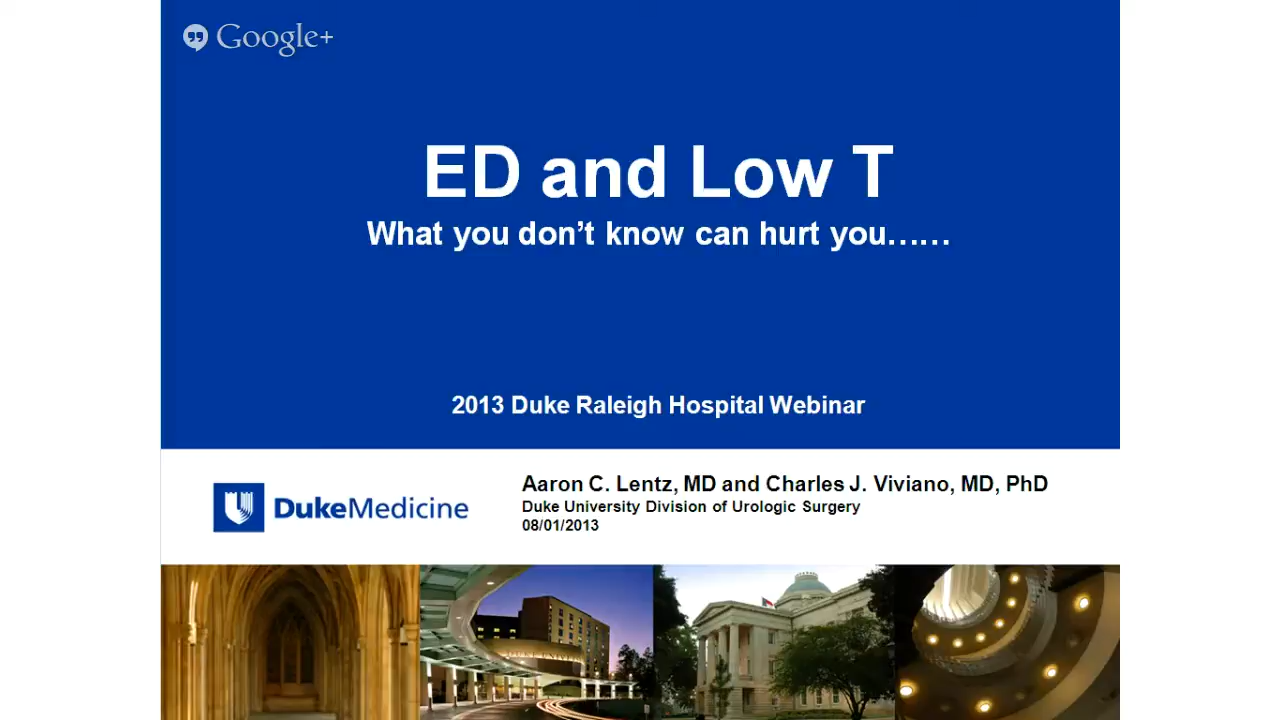 Google+
ED and Low T
What you don’t know can hurt you……
2013 Duke Raleigh Hospital Webinar
Aaron C. Lentz, MD and Charles J. Viviano, MD, PhD
Duke University Division of Urologic Surgery
08/01/2013
DukeMedicine